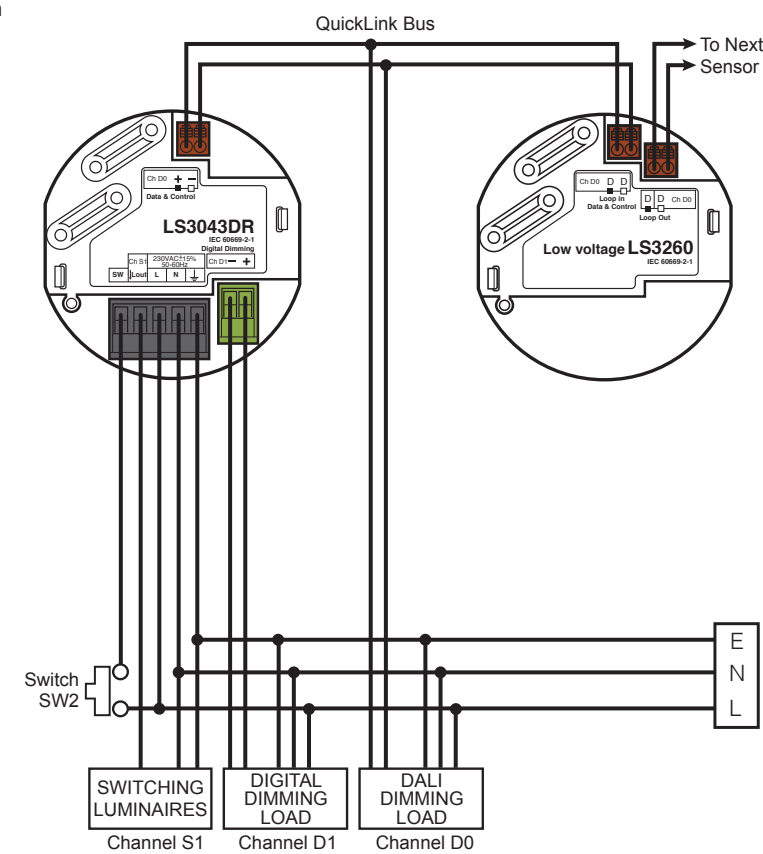 n
QuickLink Bus
To Next
Sensor
Ch D0 + −
Data & Control
LS3043DR
IEC 60669-2-1
Digital Dimming
Ch S1 230VAC±15%
50-60Hz
Ch D1 − +
SW Lout L N
Ch D0 D D
Loop in
Data & Control
D D Ch D0
Loop Out
Low voltage LS3260
IEC 60669-2-1
E
N
L
Switch
SW2
SWITCHING
LUMINAIRES
Channel S1
DIGITAL
DIMMING
LOAD
Channel D1
DALI
DIMMING
LOAD
Channel D0